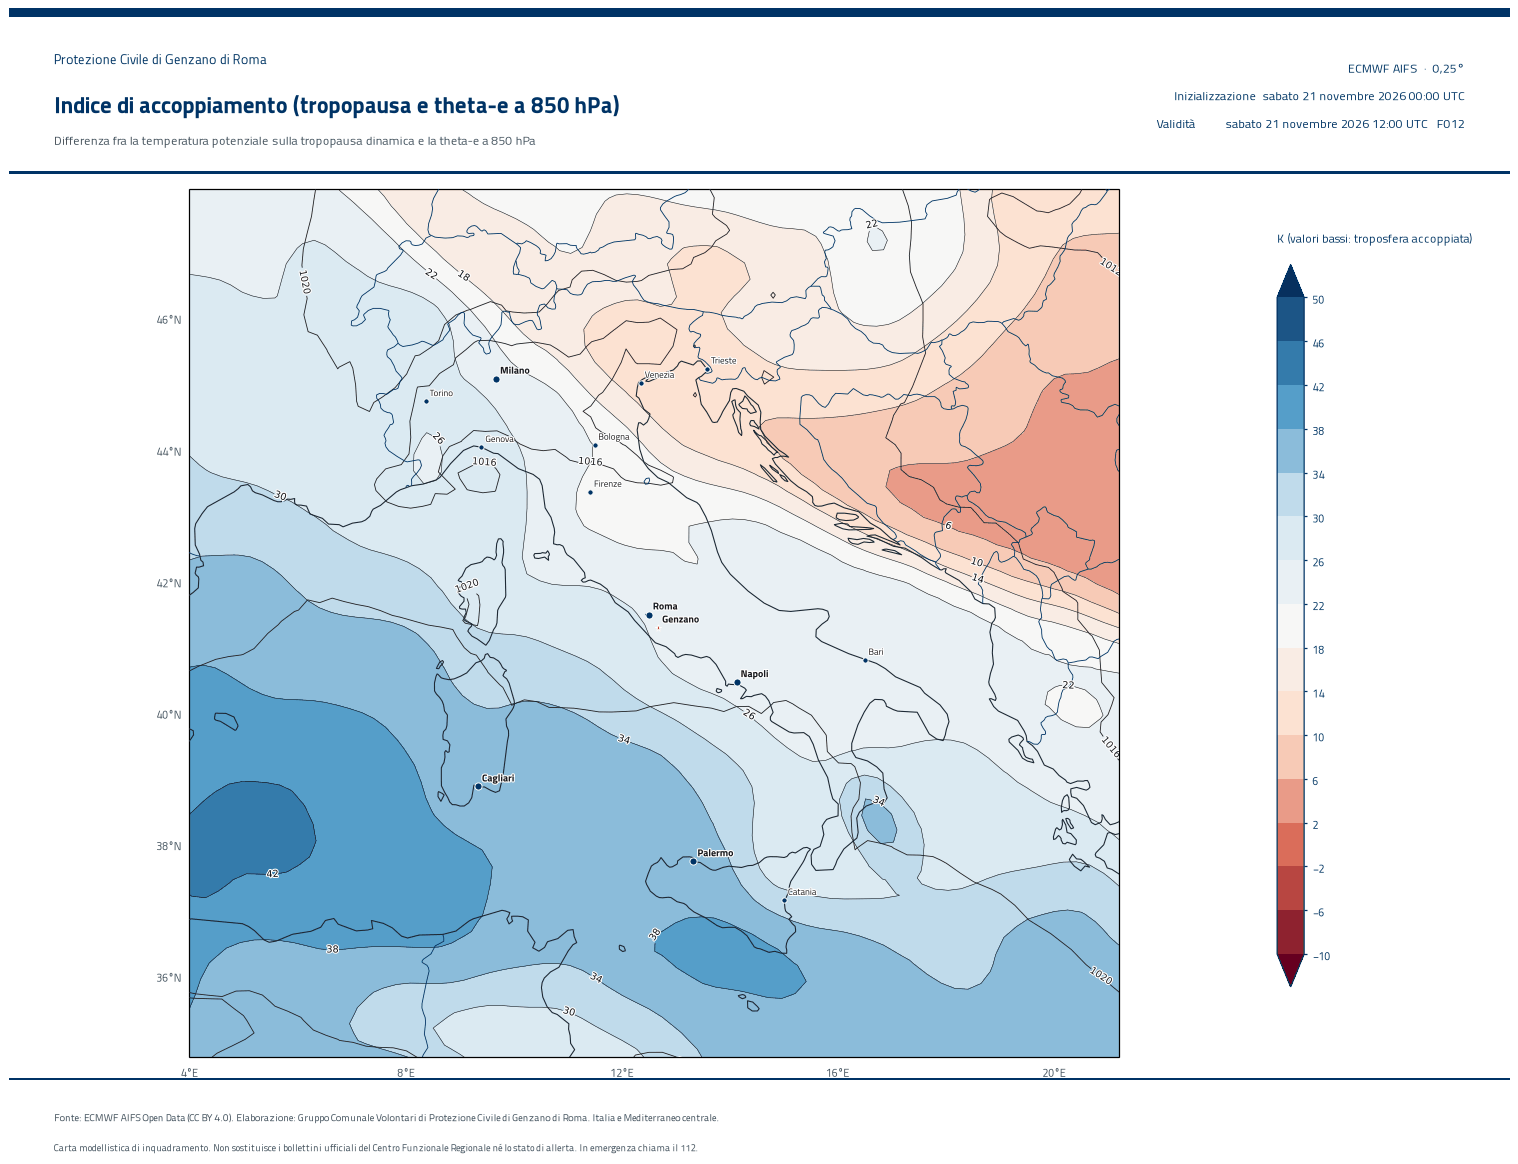 Protezione Civile di Genzano di Roma
Indice di accoppiamento (tropopausa e theta-e a 850 hPa)
Differenza fra la temperatura potenziale sulla tropopausa dinamica e la theta-e a 850 hPa
ECMWF AIFS · 0,25°
Inizializzazione sabato 21 novembre 2026 00:00 UTC
Validità sabato 21 novembre 2026 12:00 UTC F012
K (valori bassi: troposfera accoppiata)
50
46
42
38
34
30
26
22
18
14
10
6
2
−2
−6
−10
46°N
44°N
42°N
40°N
38°N
36°N
4°E
8°E
12°E
16°E
20°E
22
1012
1020
22
18
Trieste
Venezia
Milano
Torino
26
Genova
Bologna
1016
1016
Firenze
30
6
10
14
1020
Roma
Genzano
Bari
Napoli
22
26
34
1016
Cagliari
34
Palermo
42
Catania
38
38
34
1020
30
Fonte: ECMWF AIFS Open Data (CC BY 4.0). Elaborazione: Gruppo Comunale Volontari di Protezione Civile di Genzano di Roma. Italia e Mediterraneo centrale.
Carta modellistica di inquadramento. Non sostituisce i bollettini ufficiali del Centro Funzionale Regionale né lo stato di allerta. In emergenza chiama il 112.